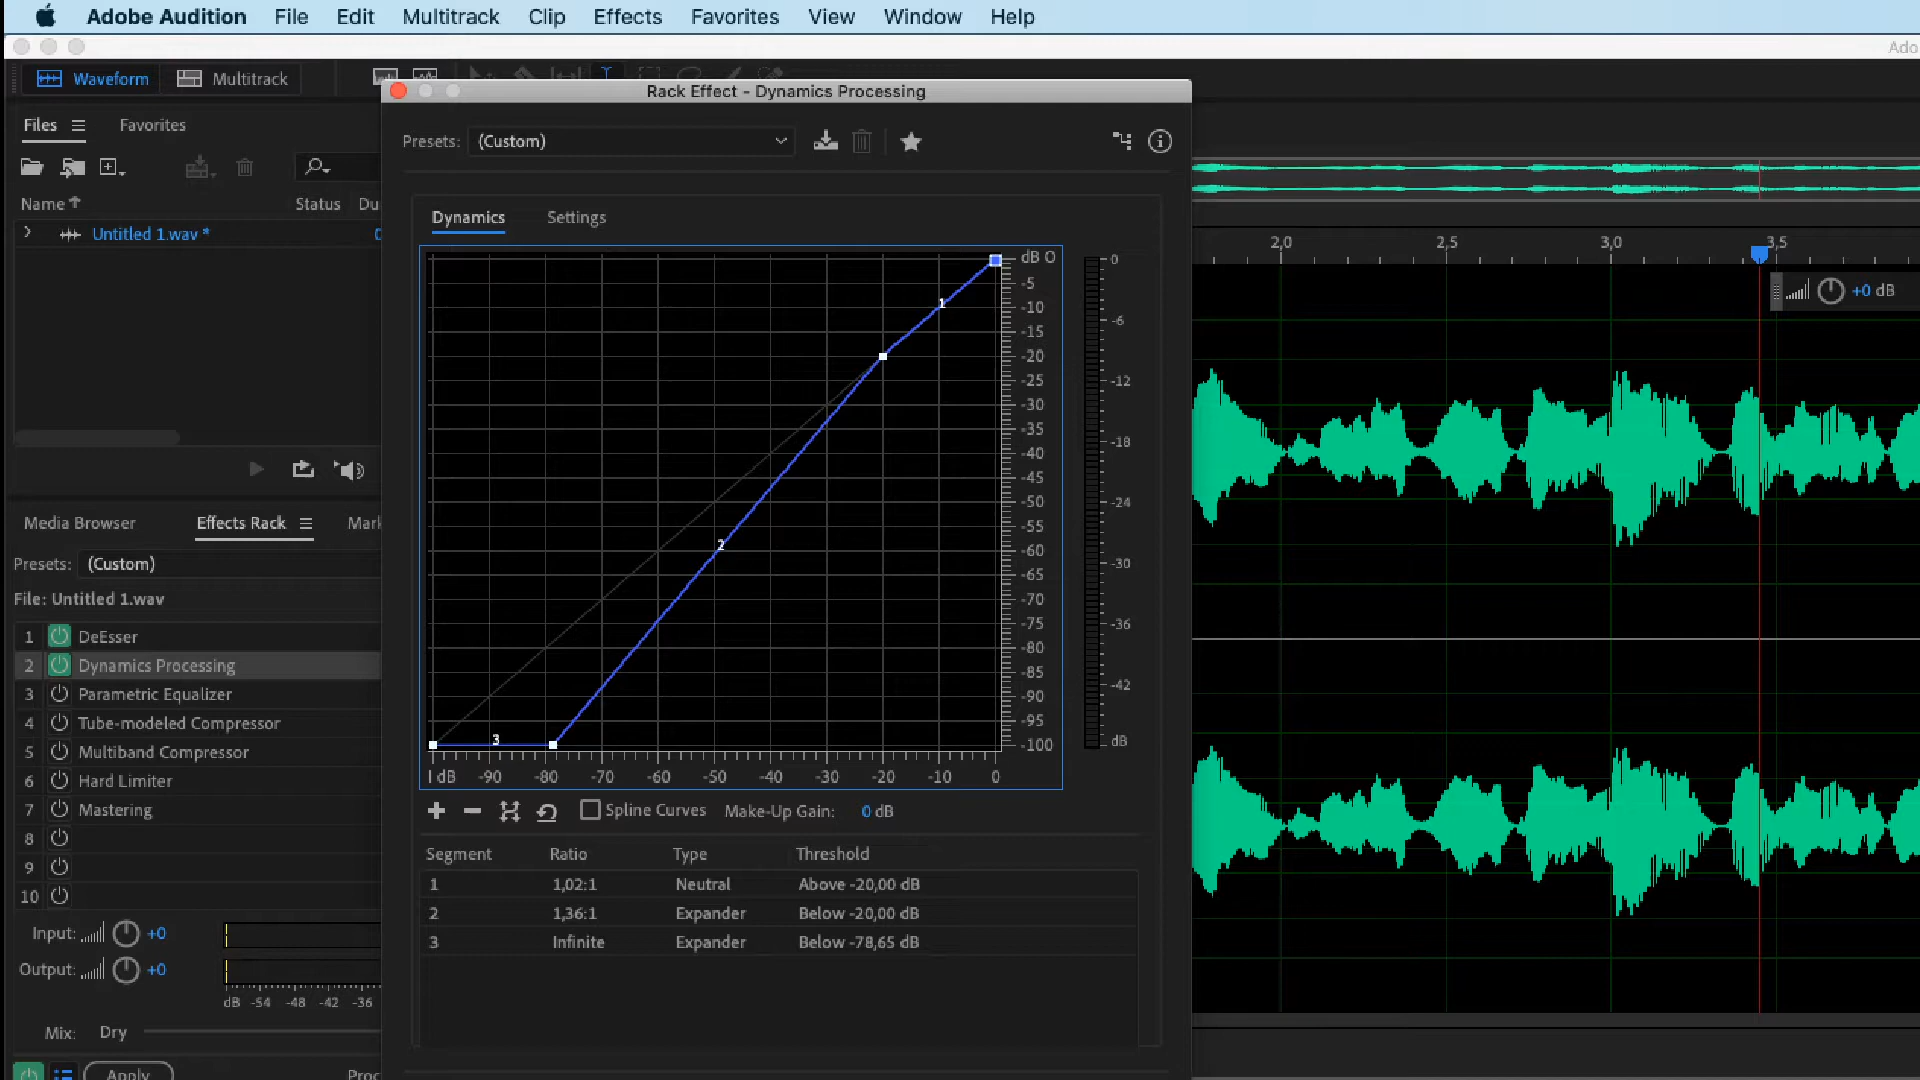 Adobe Audition File Edit Multitrack Clip Effects Favorites View Window Help
Ado
Waveform Multitrack
Rack Effect - Dynamics Processing
Files Favorites
Presets: (Custom)
Name Status Du
Untitled 1.wav *
Dynamics Settings
dB 0
-5
-10
-15
-20
-25
-30
-35
-40
-45
-50
-55
-60
-65
-70
-75
-80
-85
-90
-95
-100
1
2
3
dB -90 -80 -70 -60 -50 -40 -30 -20 -10 0
0
-6
-12
-18
-24
-30
-36
-42
dB
2,0 2,5 3,0 3,5
+0 dB
Spline Curves Make-Up Gain: 0 dB
Segment Ratio Type Threshold
1 1,02:1 Neutral Above -20,00 dB
2 1,36:1 Expander Below -20,00 dB
3 Infinite Expander Below -78,65 dB
Media Browser Effects Rack Mark
Presets: (Custom)
File: Untitled 1.wav
1 DeEsser
2 Dynamics Processing
3 Parametric Equalizer
4 Tube-modeled Compressor
5 Multiband Compressor
6 Hard Limiter
7 Mastering
8
9
10
Input: +0
Output: +0
dB -54 -48 -42 -36
Mix: Dry
Apply Proc